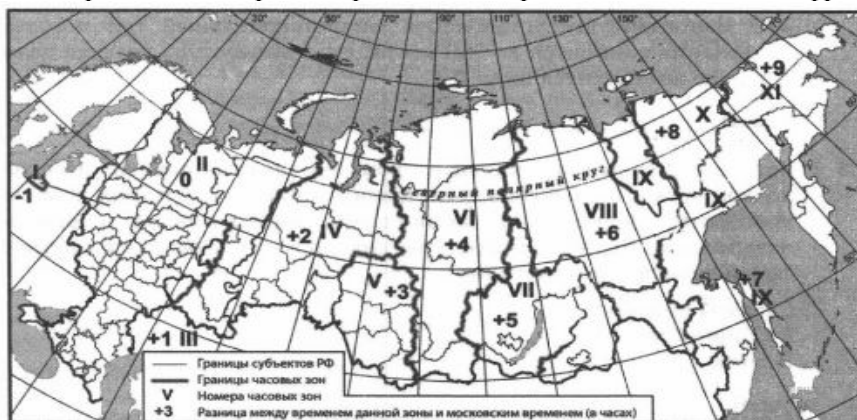 30°
70°
90°
110°
130°
150°
+9
XI
X
+8
II
0
I
-1
Северный полярный круг
IX
IX
VI
+4
VIII
+6
IV
+2
V
+3
VII
+5
+7
IX
+1 III
Границы субъектов РФ
Границы часовых зон
V Номера часовых зон
+3 Разница между временем данной зоны и московским временем (в часах)